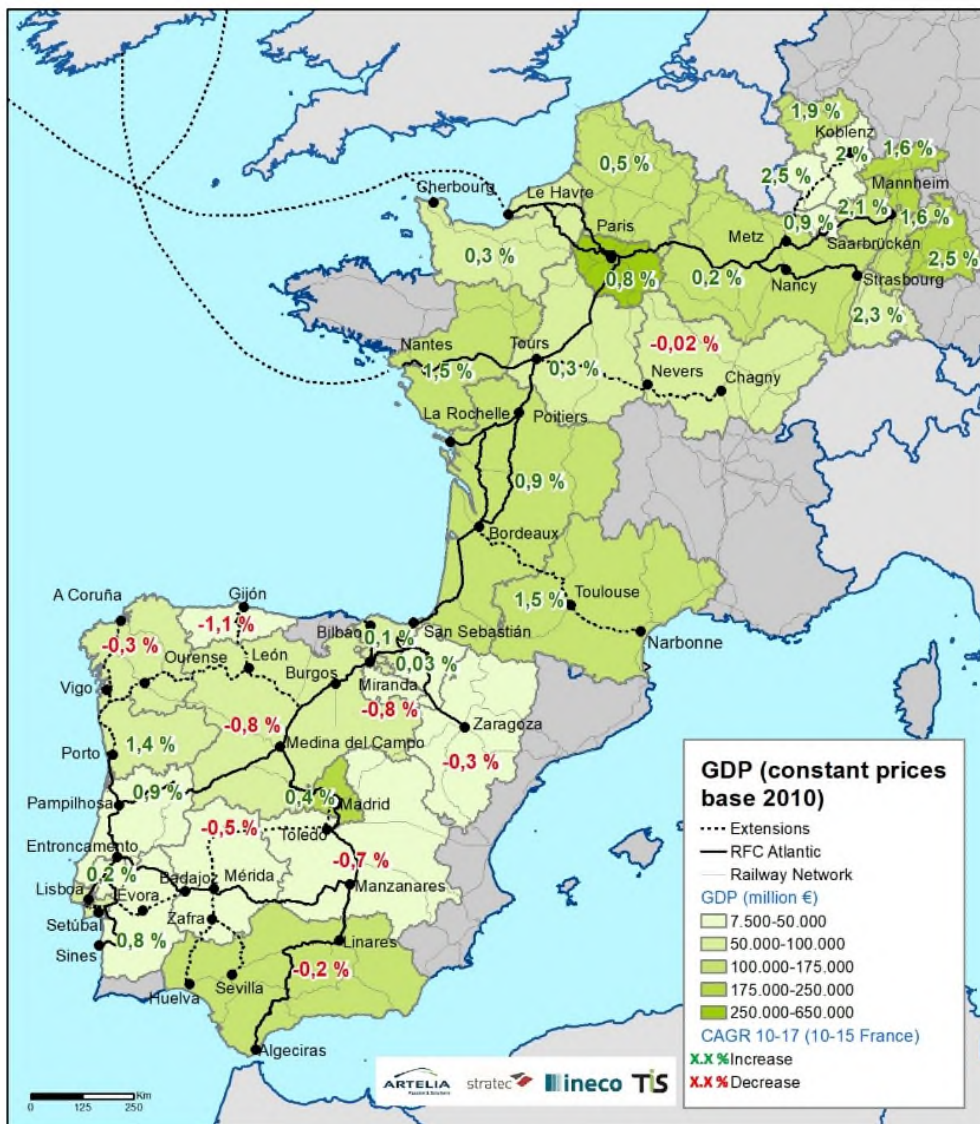 1,9 %
Koblenz
2 %
1,6 %
0,5 %
2,5 %
Mannheim
Cherbourg
Le Havre
2,1 %
Paris
0,9 %
1,6 %
Metz
Saarbrücken
0,3 %
2,5 %
0,8 %
0,2 %
Nancy
Strasbourg
2,3 %
Nantes
Tours
-0,02 %
1,5 %
0,3 %
Nevers
Chagny
La Rochelle
Poitiers
0,9 %
Bordeaux
A Coruña
Gijón
1,5 %
Toulouse
-1,1 %
Bilbao
0,1 %
San Sebastián
Narbonne
-0,3 %
Ourense
León
Burgos
0,03 %
Vigo
Miranda
-0,8 %
-0,8 %
Zaragoza
1,4 %
Porto
Medina del Campo
-0,3 %
0,9 %
0,4 %
Madrid
Pampilhosa
-0,5 %
Toledo
Entroncamento
-0,7 %
0,2 %
Badajoz
Mérida
Manzanares
Lisboa
Évora
Setúbal
Zafra
0,8 %
Sines
Linares
-0,2 %
Huelva
Sevilla
Algeciras
GDP (constant prices
base 2010)
Extensions
RFC Atlantic
Railway Network
GDP (million €)
7.500-50.000
50.000-100.000
100.000-175.000
175.000-250.000
250.000-650.000
CAGR 10-17 (10-15 France)
X.X % Increase
X.X % Decrease
ARTELIA
stratec
ineco
TIS
Km
0 125 250